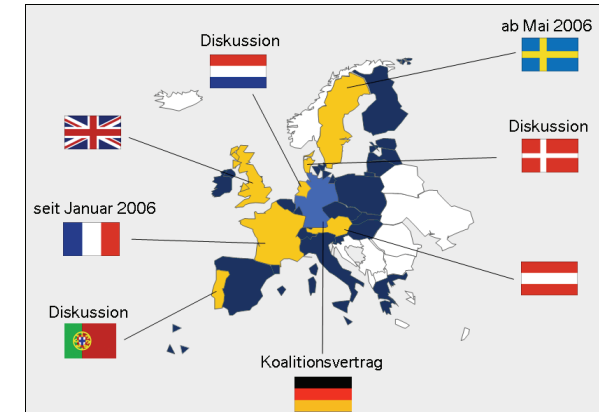 ab Mai 2006
Diskussion
Diskussion
seit Januar 2006
Diskussion
Koalitionsvertrag